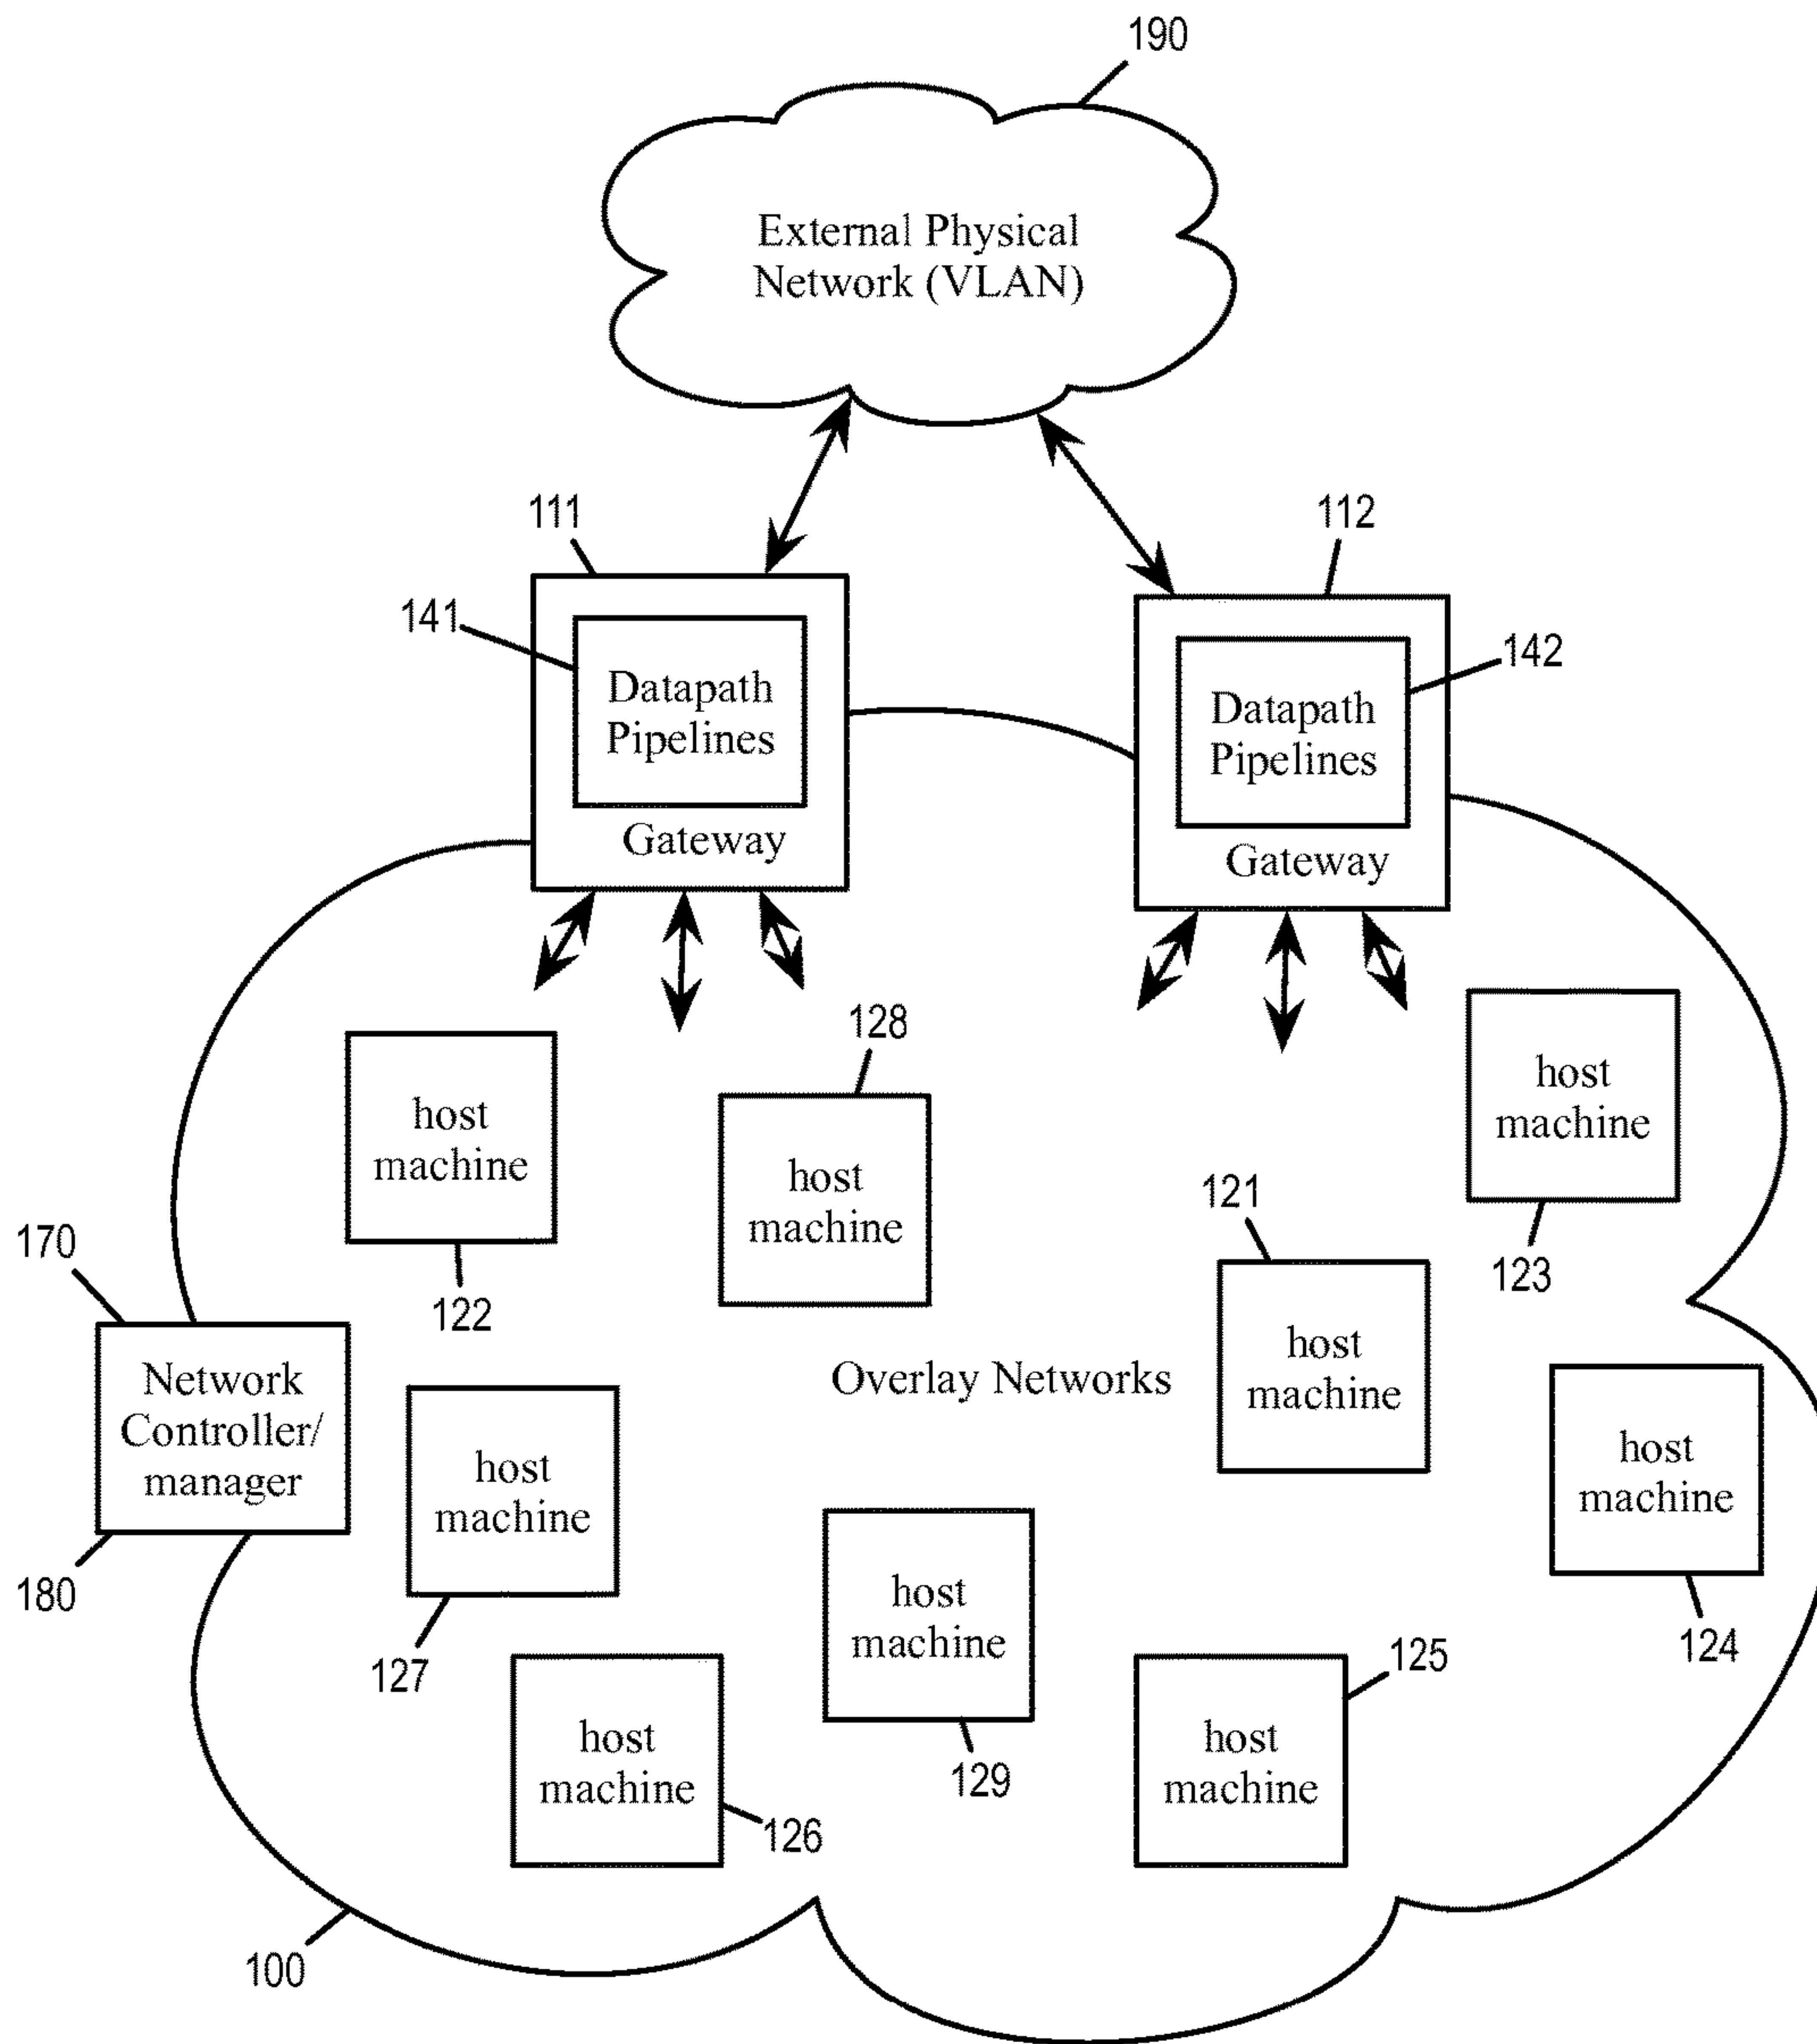 190
External Physical
Network (VLAN)
111
112
141
Datapath
Pipelines
Gateway
142
Datapath
Pipelines
Gateway
128
host
machine
122
host
machine
123
host
machine
121
host
machine
170
Network
Controller/
manager
180
Overlay Networks
host
machine
127
host
machine
124
host
machine
129
host
machine
125
host
machine
126
100